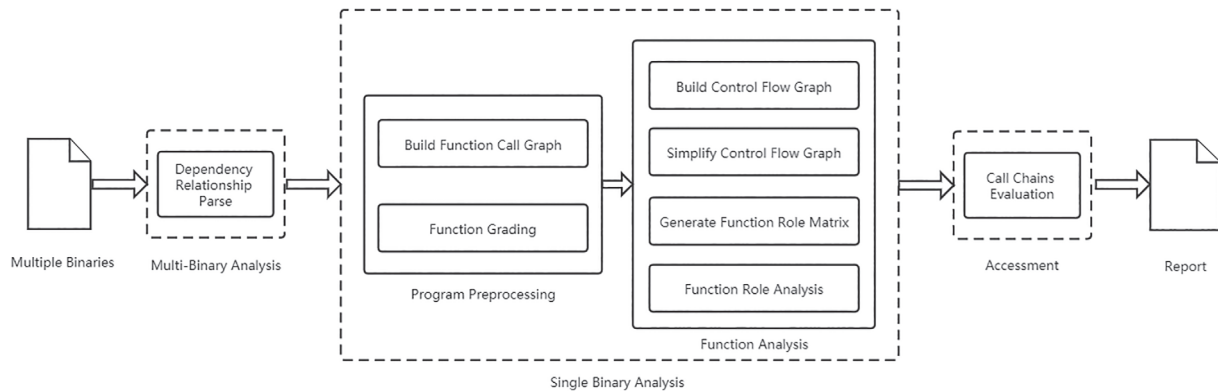 Multiple Binaries
Dependency
Relationship
Parse
Multi-Binary Analysis
Build Function Call Graph
Function Grading
Program Preprocessing
Build Control Flow Graph
Simplify Control Flow Graph
Generate Function Role Matrix
Function Role Analysis
Function Analysis
Single Binary Analysis
Call Chains
Evaluation
Assessment
Report